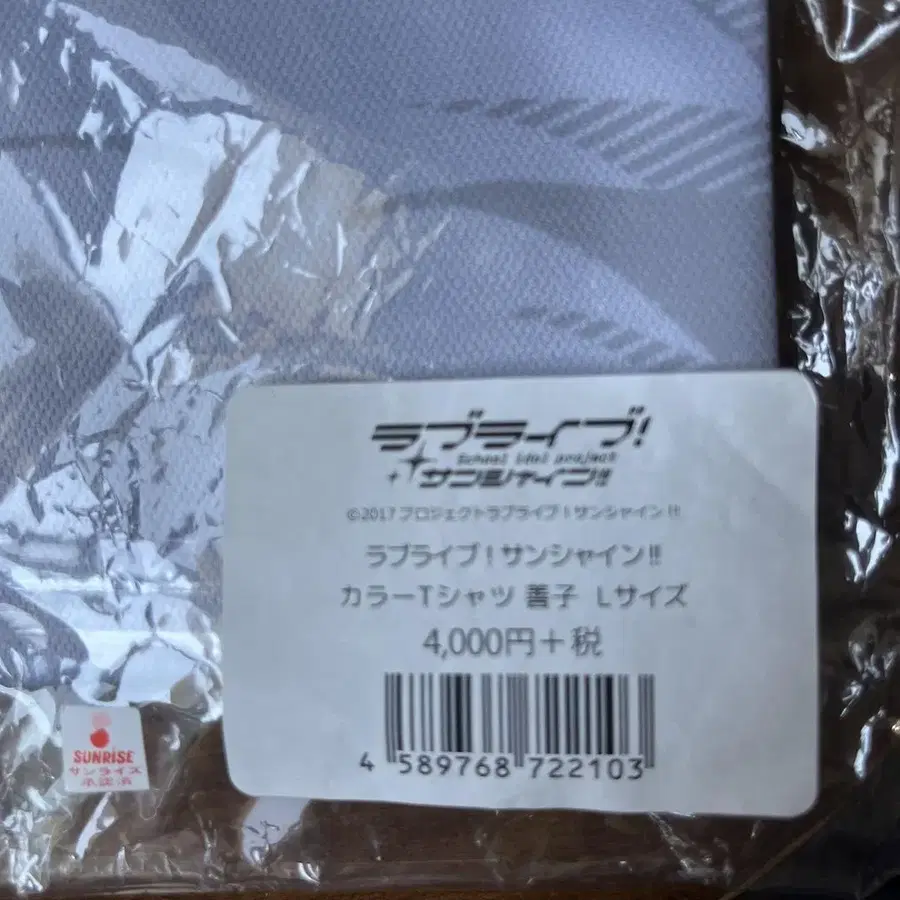 ラブライブ!
School idol project
サンシャイン!!
©2017 プロジェクトラブライブ!サンシャイン!!
ラブライブ!サンシャイン!!
カラーTシャツ 善子 Lサイズ
4,000円+税
4 589768 722103
SUNRISE
サンライズ
承認済